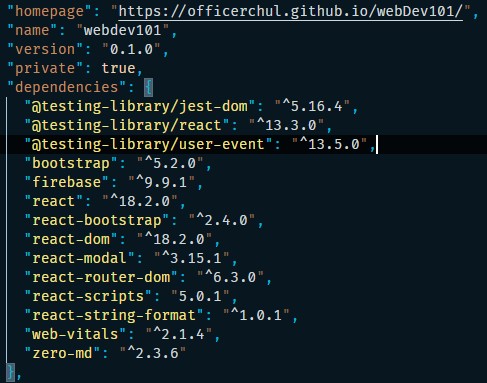 "homepage": "https://officerchul.github.io/webDev101/",
"name": "webdev101",
"version": "0.1.0",
"private": true,
"dependencies": {
"@testing-library/jest-dom": "^5.16.4",
"@testing-library/react": "^13.3.0",
"@testing-library/user-event": "^13.5.0",
"bootstrap": "^5.2.0",
"firebase": "^9.9.1",
"react": "^18.2.0",
"react-bootstrap": "^2.4.0",
"react-dom": "^18.2.0",
"react-modal": "^3.15.1",
"react-router-dom": "^6.3.0",
"react-scripts": "5.0.1",
"react-string-format": "^1.0.1",
"web-vitals": "^2.1.4",
"zero-md": "^2.3.6"
},